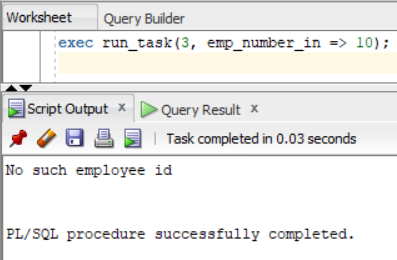 Worksheet Query Builder
exec run_task(3, emp_number_in => 10);
Script Output x Query Result x
Task completed in 0.03 seconds
No such employee id
PL/SQL procedure successfully completed.